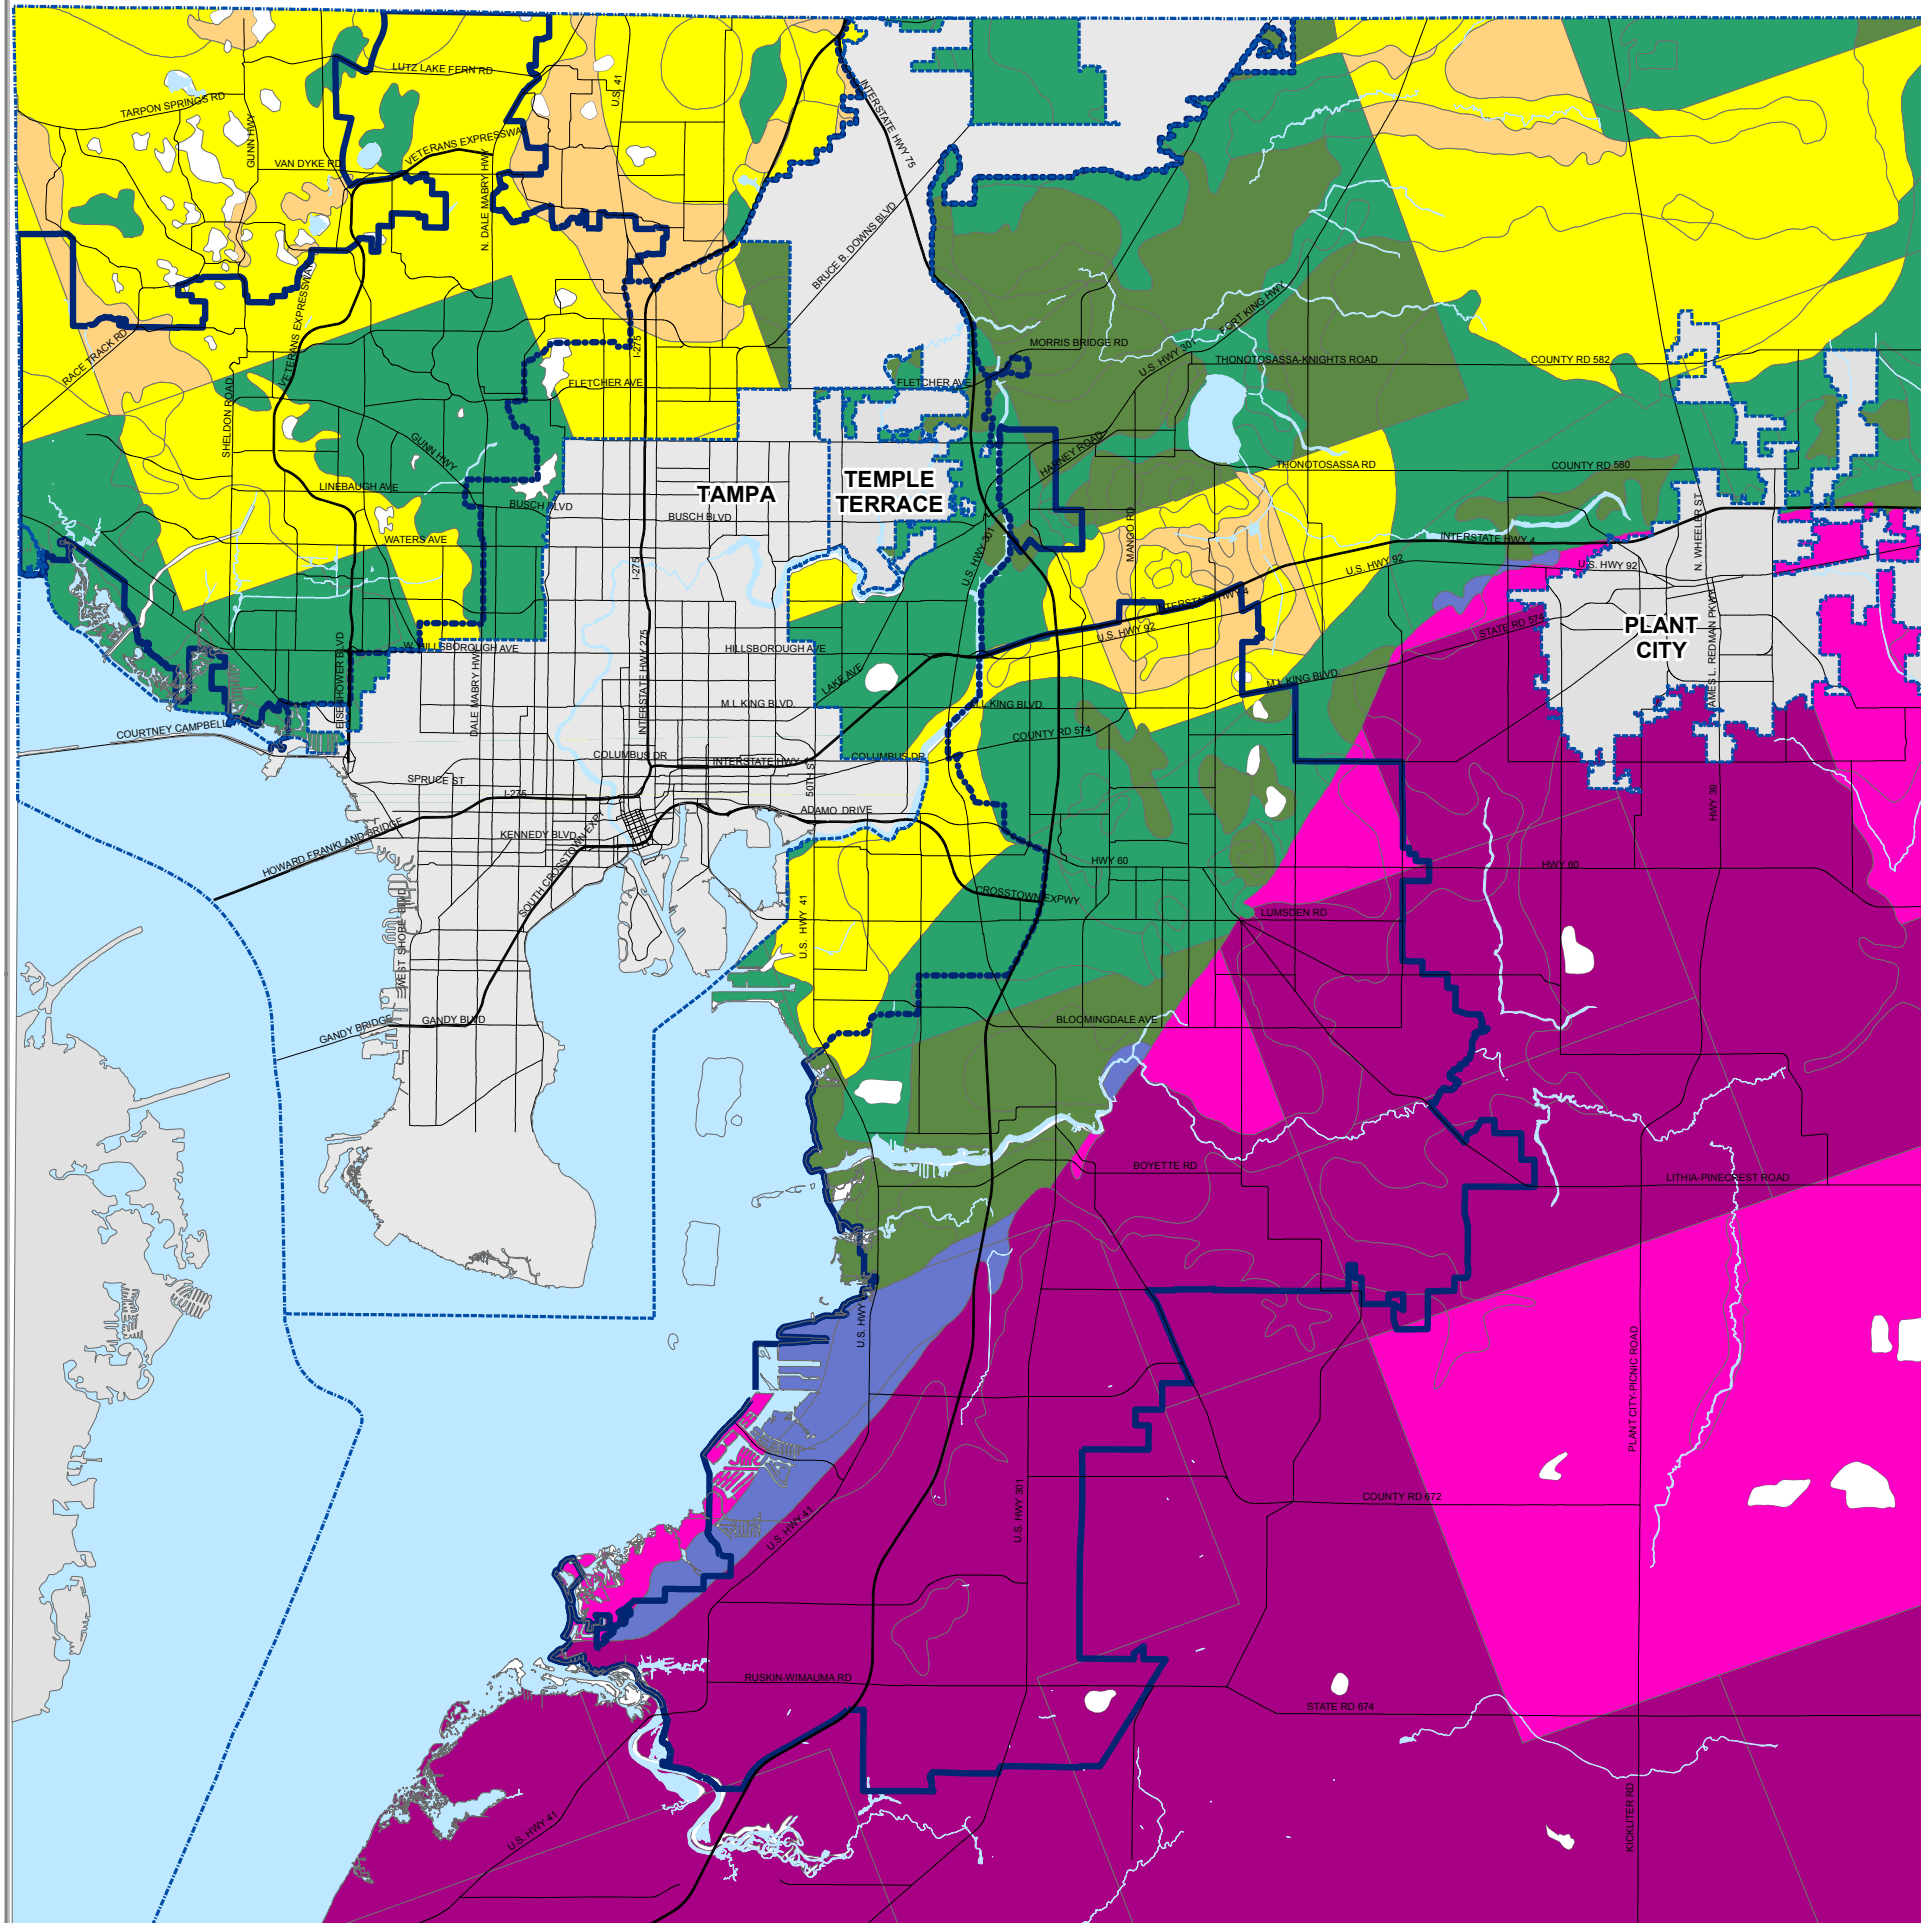 LUTZ LAKE FERN RD
U.S. 41
TARPON SPRINGS RD
GUNN HWY
VETERANS EXPRESSWA
VAN DYKE RD
N. DALE MABRY HWY
INTERSTATE HWY 75
BRUCE B. DOWNS BLVD
VETERANS EXPRESSWAY
RACE TRACK RD
SHELDON ROAD
I-275
FLETCHER AVE
FLETCHER AVE
MORRIS BRIDGE RD
U.S. HWY 301
FORT KING HWY
THONOTOSASSA-KNIGHTS ROAD
COUNTY RD 582
GUNN HWY
HARNEY ROAD
THONOTOSASSA RD
COUNTY RD 580
LINEBAUGH AVE
BUSCH BLVD
TAMPA
TEMPLE
TERRACE
BUSCH BLVD
WATERS AVE
I-275
U.S. HWY 301
MANGO RD
INTERSTATE HWY 4
U.S. HWY 92
U.S. HWY 92
N. WHEELER ST
INTERSTATE HWY 4
U.S. HWY 92
STATE RD 574
PLANT
CITY
JAMES L. REDMAN PKWY
W. HILLSBOROUGH AVE
HILLSBOROUGH AVE
EISENHOWER BLVD
DALE MABRY HWY
INTERSTATE HWY 275
LAKE AVE
M L KING BLVD.
M L KING BLVD.
M L KING BLVD.
COUNTY RD 574
COURTNEY CAMPBELL
COLUMBUS DR
INTERSTATE HWY 4
COLUMBUS DR
SPRUCE ST
50TH ST
I-275
ADAMO DRIVE
HOWARD FRANKLAND BRIDGE
KENNEDY BLVD
SOUTH CROSSTOWN EXPY
HWY 39
HWY 60
HWY 60
CROSSTOWN EXPWY
LUMSDEN RD
WEST SHORE BLVD
U.S. HWY 41
GANDY BRIDGE
GANDY BLVD
BLOOMINGDALE AVE
BOYETTE RD
LITHIA-PINECREST ROAD
U.S. HWY
PLANT CITY-PICNIC ROAD
U.S. HWY 41
U.S. HWY 301
COUNTY RD 672
RUSKIN-WIMAUMA RD
STATE RD 674
U.S. HWY 41
KICKLITER RD